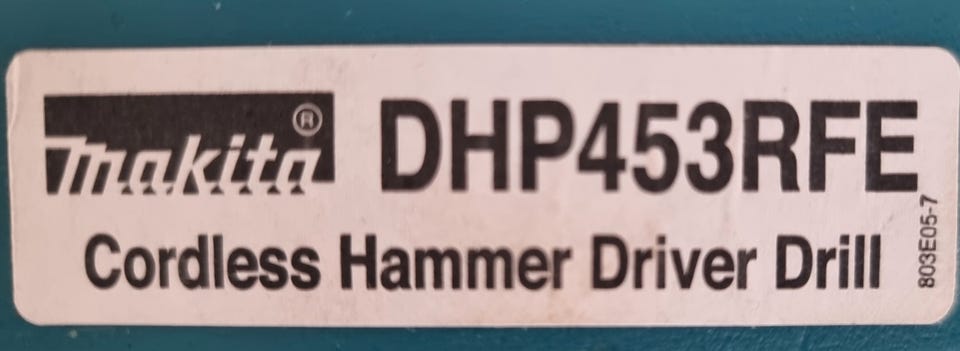 makita® DHP453RFE
Cordless Hammer Driver Drill
803E05-7